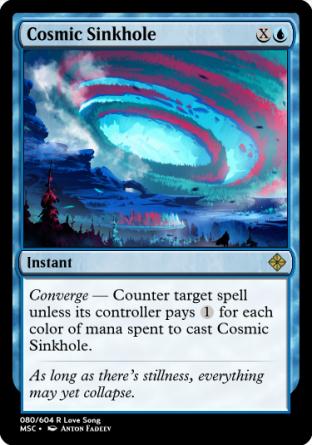 Cosmic Sinkhole X
Instant
Converge — Counter target spell
unless its controller pays 1 for each
color of mana spent to cast Cosmic
Sinkhole.
As long as there's stillness, everything
may yet collapse.
080/604 R Love Song
MSC • Anton Fadeev